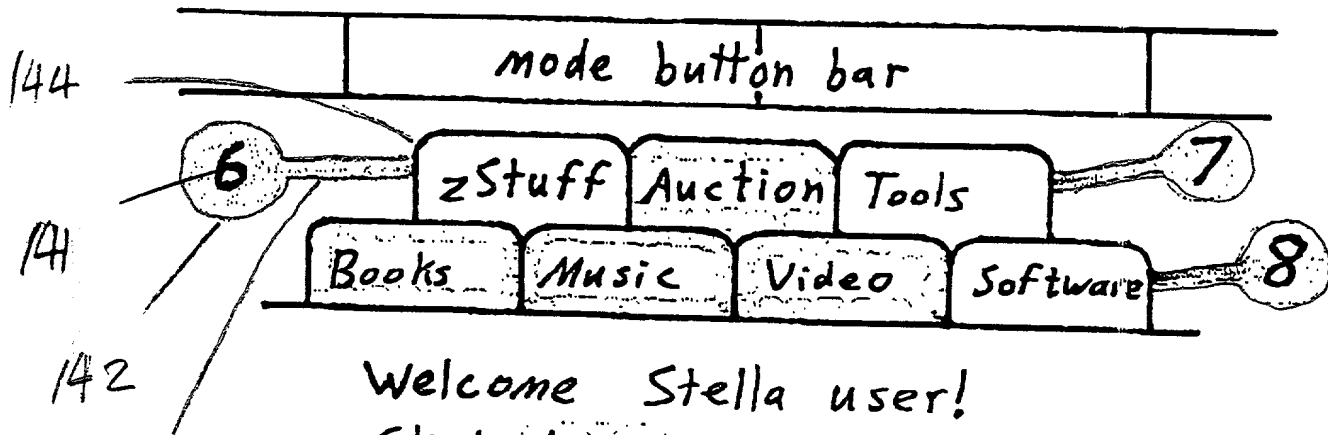 mode button bar
144
6 zStuff Auction Tools 7
141
Books Music Video Software 8
142
Welcome Stella user!